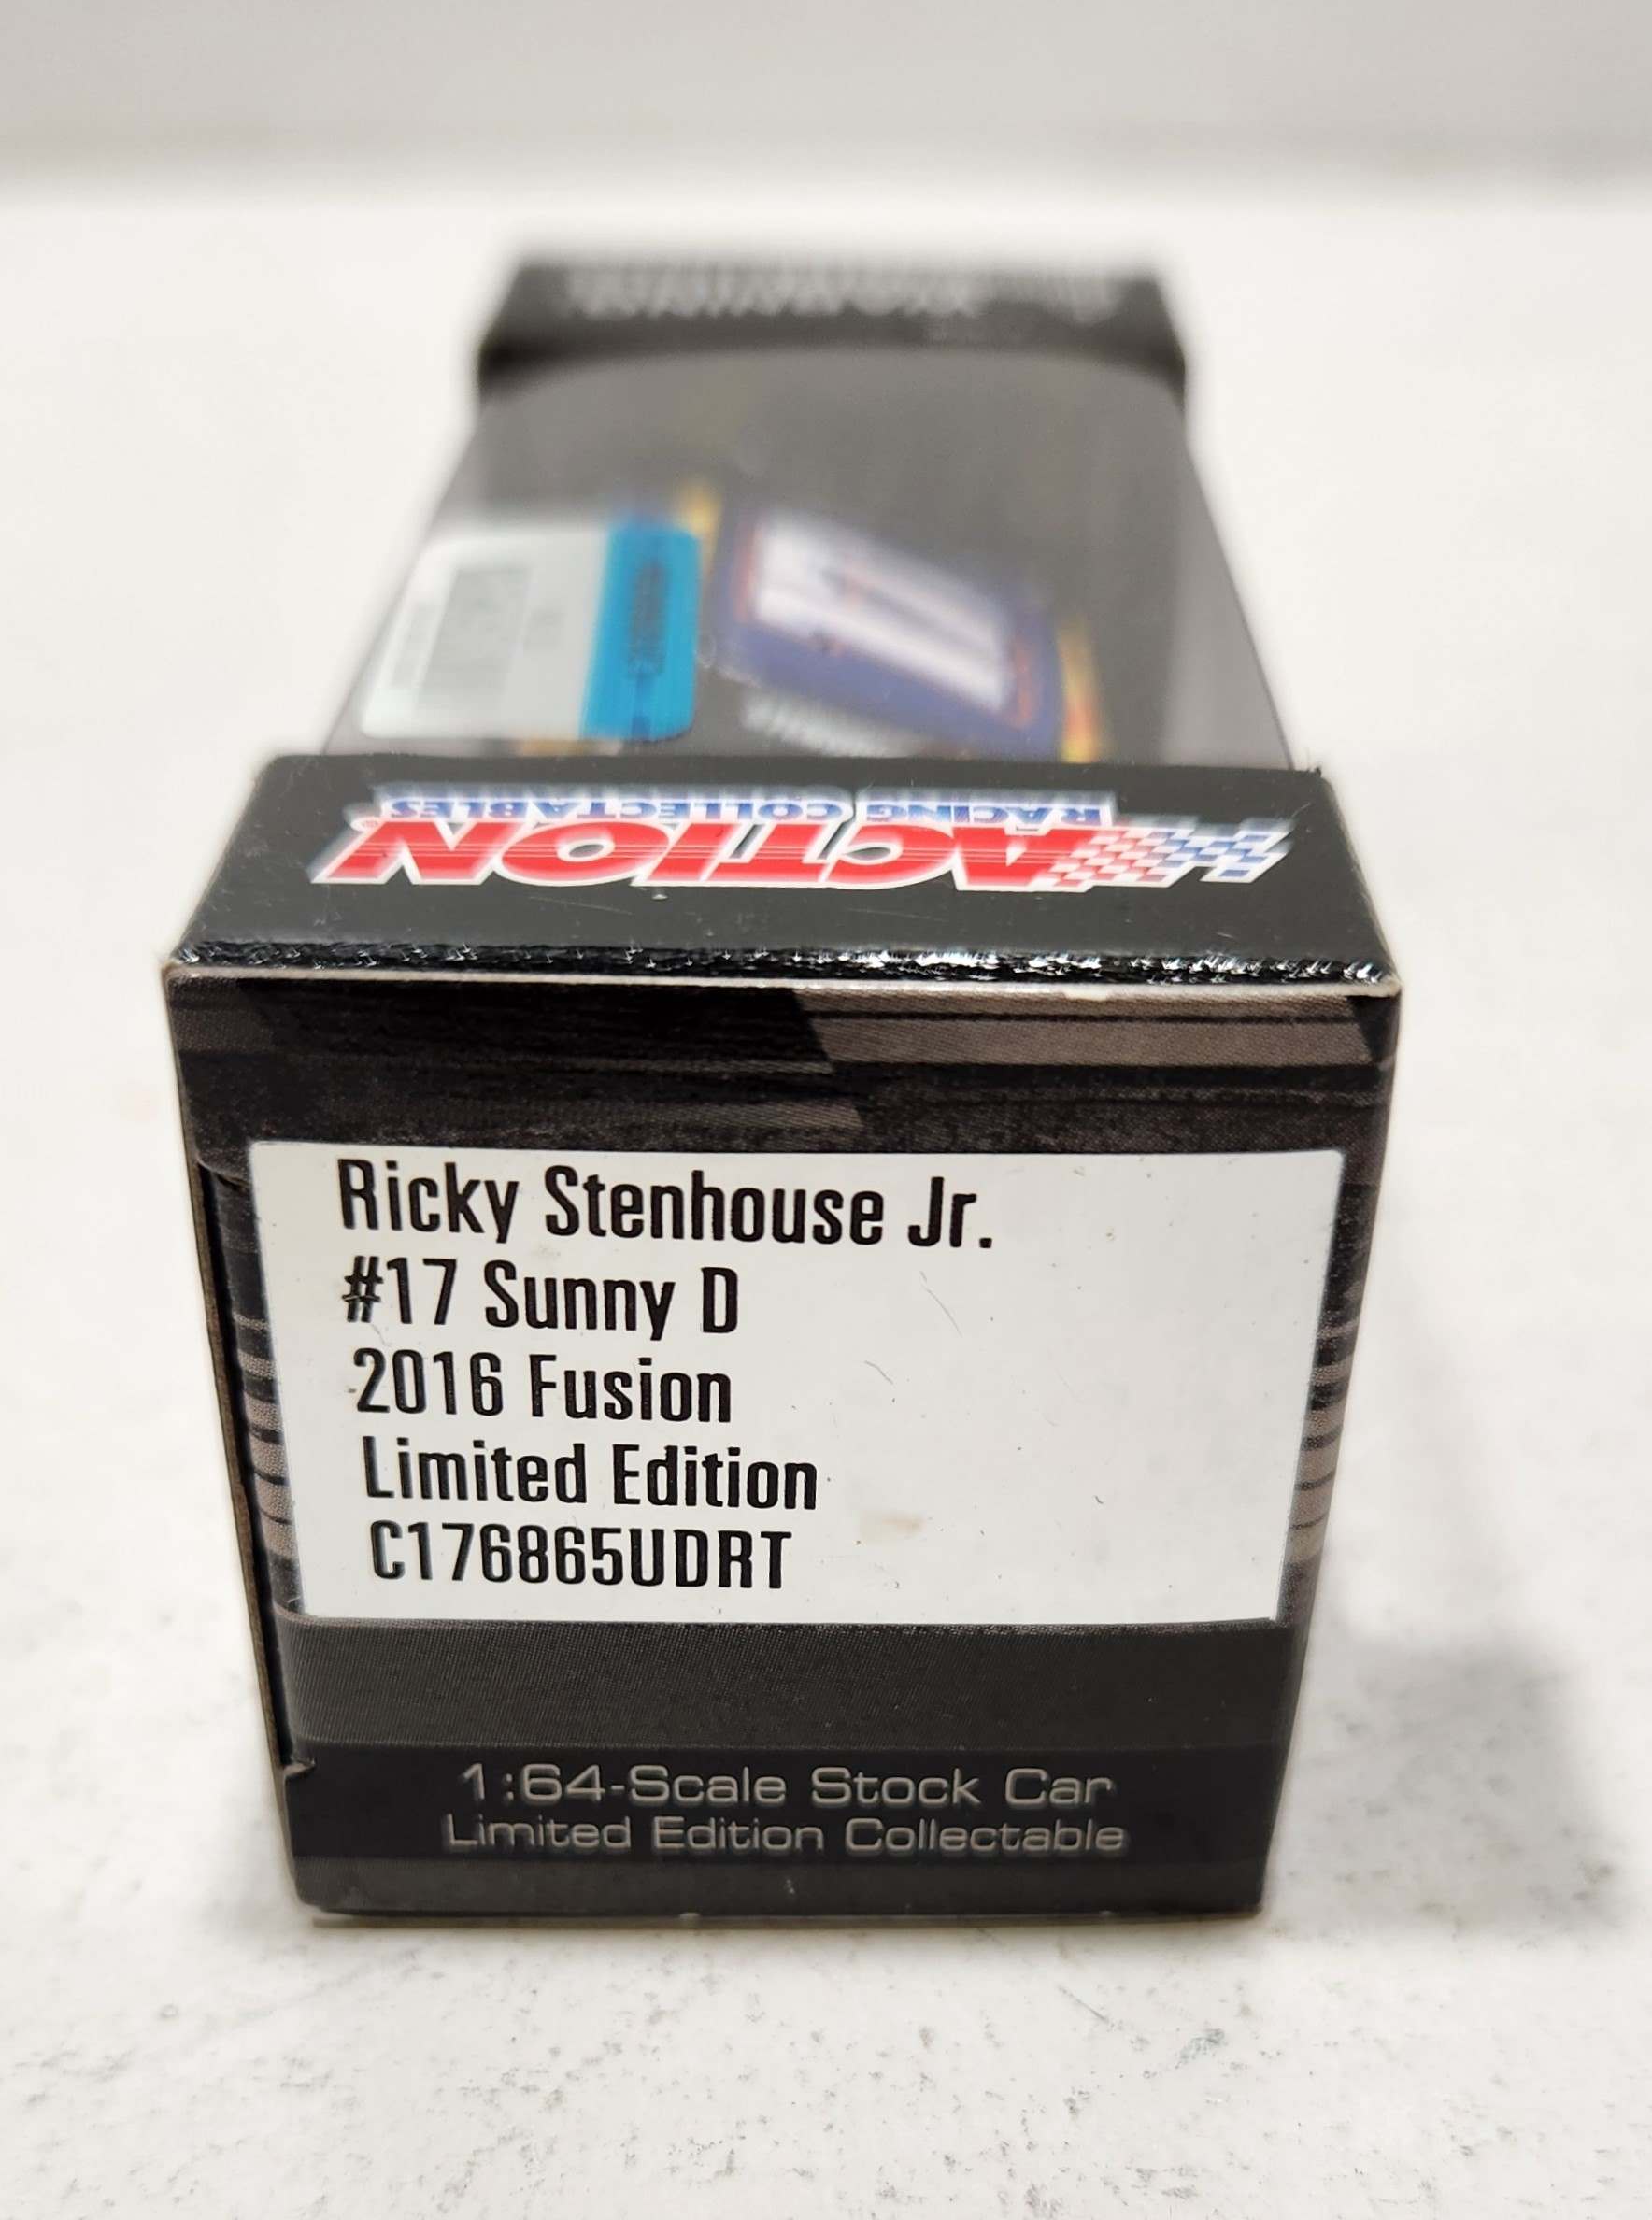 ACTION®
RACING COLLECTABLES
Ricky Stenhouse Jr.
#17 Sunny D
2016 Fusion
Limited Edition
C176865UDRT
1:64-Scale Stock Car
Limited Edition Collectable